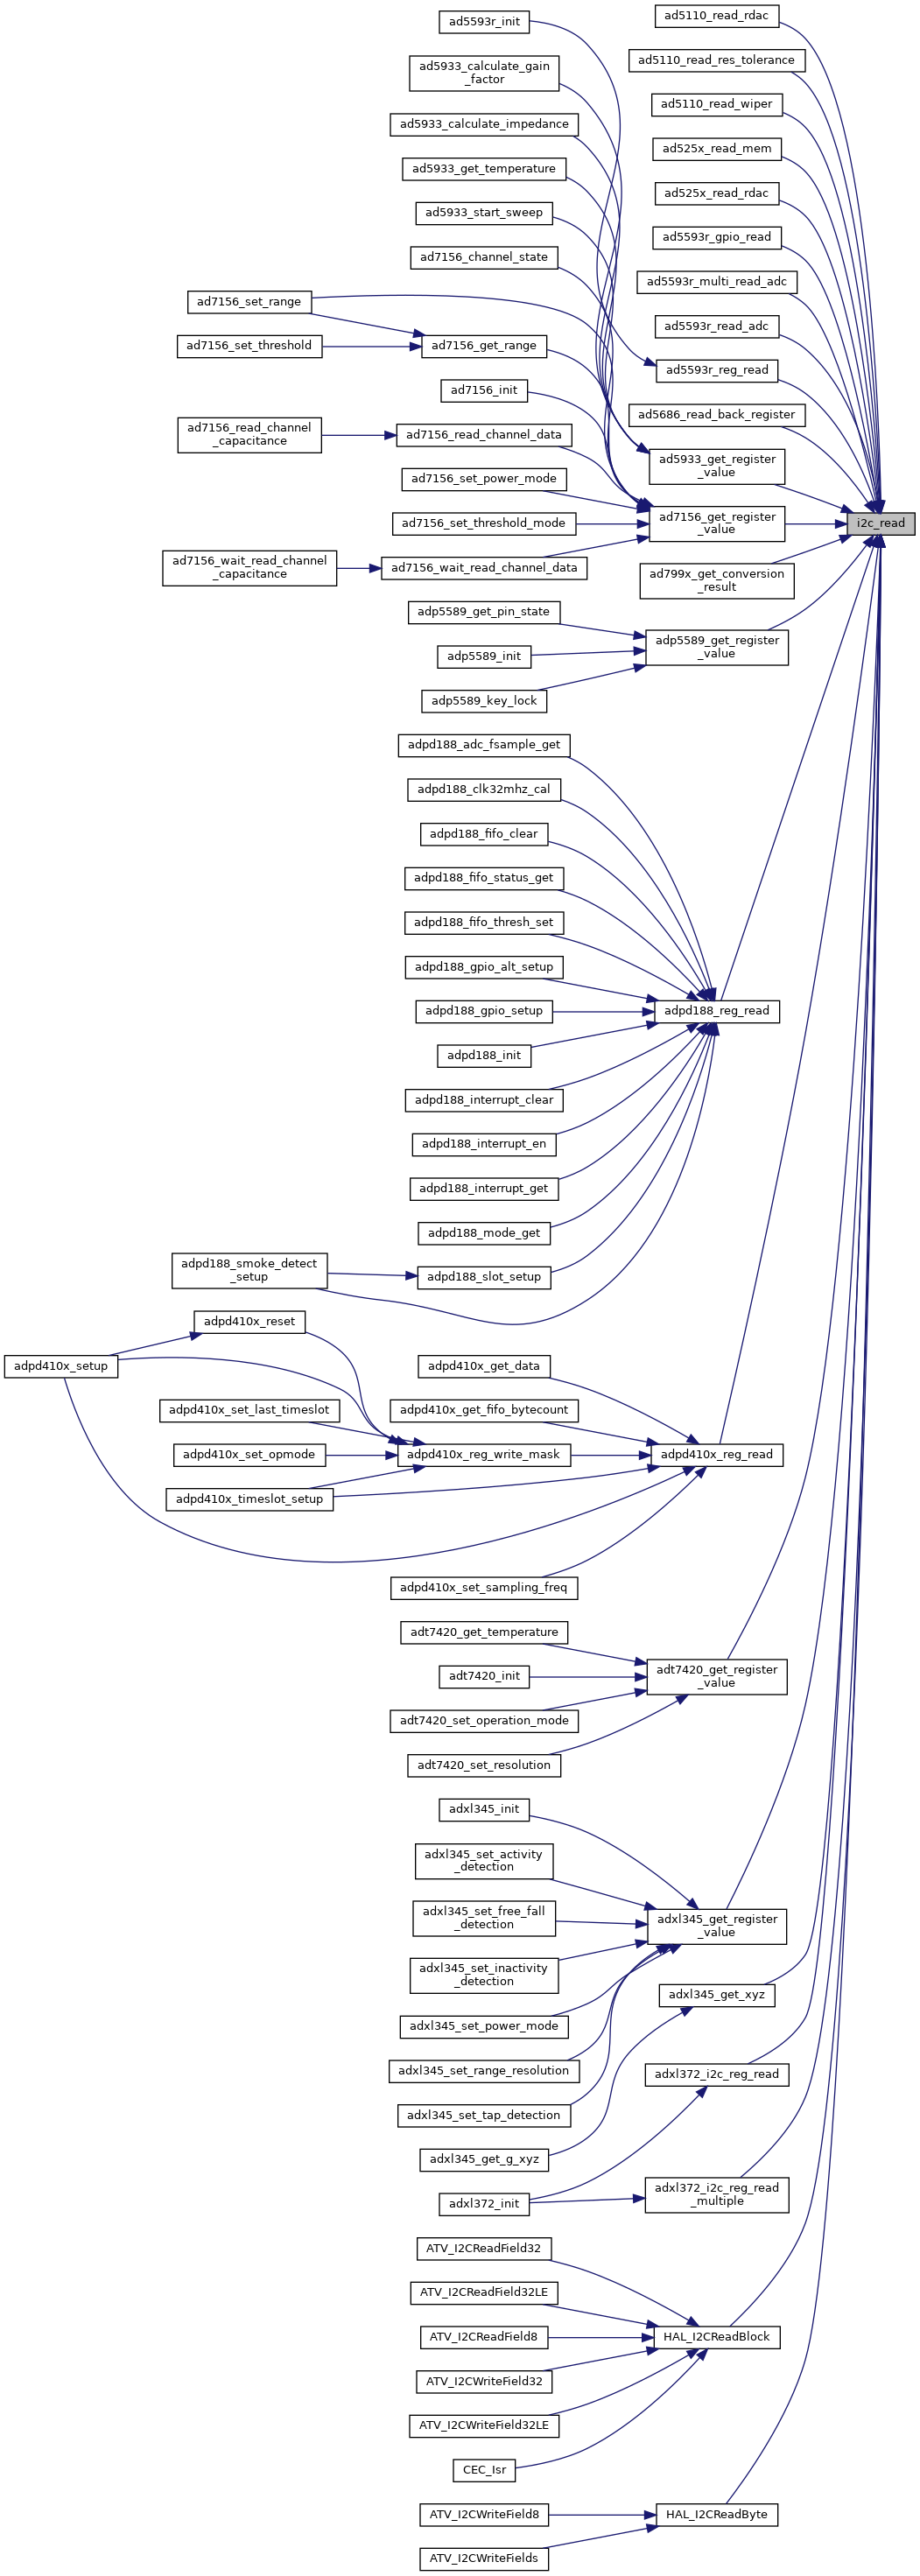 ad5593r_init
ad5110_read_rdac
ad5933_calculate_gain
_factor
ad5110_read_res_tolerance
ad5933_calculate_impedance
ad5110_read_wiper
ad5933_get_temperature
ad525x_read_mem
ad5933_start_sweep
ad525x_read_rdac
ad7156_channel_state
ad5593r_gpio_read
ad7156_set_range
ad5593r_multi_read_adc
ad7156_set_threshold
ad7156_get_range
ad5593r_read_adc
ad7156_init
ad5593r_reg_read
ad7156_read_channel
_capacitance
ad7156_read_channel_data
ad5686_read_back_register
ad7156_set_power_mode
ad5933_get_register
_value
ad7156_set_threshold_mode
ad7156_get_register
_value
i2c_read
ad7156_wait_read_channel
_capacitance
ad7156_wait_read_channel_data
ad799x_get_conversion
_result
adp5589_get_pin_state
adp5589_init
adp5589_get_register
_value
adp5589_key_lock
adpd188_adc_fsample_get
adpd188_clk32mhz_cal
adpd188_fifo_clear
adpd188_fifo_status_get
adpd188_fifo_thresh_set
adpd188_gpio_alt_setup
adpd188_gpio_setup
adpd188_reg_read
adpd188_init
adpd188_interrupt_clear
adpd188_interrupt_en
adpd188_interrupt_get
adpd188_mode_get
adpd188_smoke_detect
_setup
adpd188_slot_setup
adpd410x_reset
adpd410x_setup
adpd410x_get_data
adpd410x_set_last_timeslot
adpd410x_get_fifo_bytecount
adpd410x_set_opmode
adpd410x_reg_write_mask
adpd410x_reg_read
adpd410x_timeslot_setup
adpd410x_set_sampling_freq
adt7420_get_temperature
adt7420_init
adt7420_get_register
_value
adt7420_set_operation_mode
adt7420_set_resolution
adxl345_init
adxl345_set_activity
_detection
adxl345_set_free_fall
_detection
adxl345_get_register
_value
adxl345_set_inactivity
_detection
adxl345_get_xyz
adxl345_set_power_mode
adxl345_set_range_resolution
adxl372_i2c_reg_read
adxl345_set_tap_detection
adxl345_get_g_xyz
adxl372_init
adxl372_i2c_reg_read
_multiple
ATV_I2CReadField32
ATV_I2CReadField32LE
ATV_I2CReadField8
HAL_I2CReadBlock
ATV_I2CWriteField32
ATV_I2CWriteField32LE
CEC_Isr
ATV_I2CWriteField8
HAL_I2CReadByte
ATV_I2CWriteFields